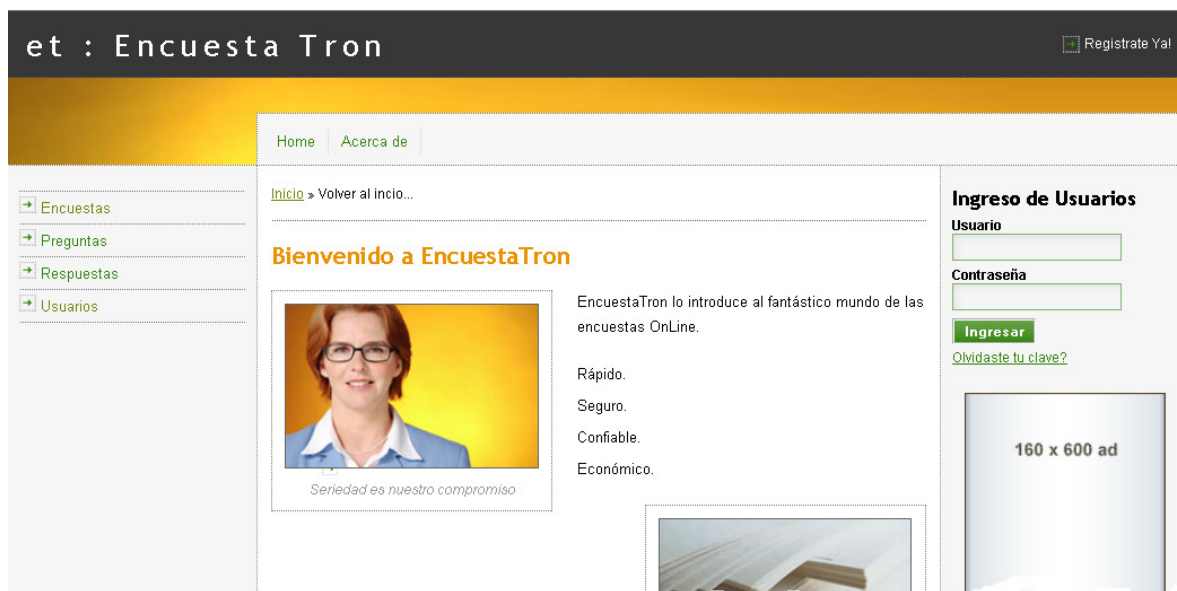 et : Encuesta Tron
Registrate Ya!
Home
Acerca de
Encuestas
Preguntas
Respuestas
Usuarios
Inicio » Volver al incio...
Bienvenido a EncuestaTron
Seriedad es nuestro compromiso
EncuestaTron lo introduce al fantástico mundo de las
encuestas OnLine.
Rápido.
Seguro.
Confiable.
Económico.
Ingreso de Usuarios
Usuario
Contraseña
Ingresar
Olvidaste tu clave?
160 x 600 ad